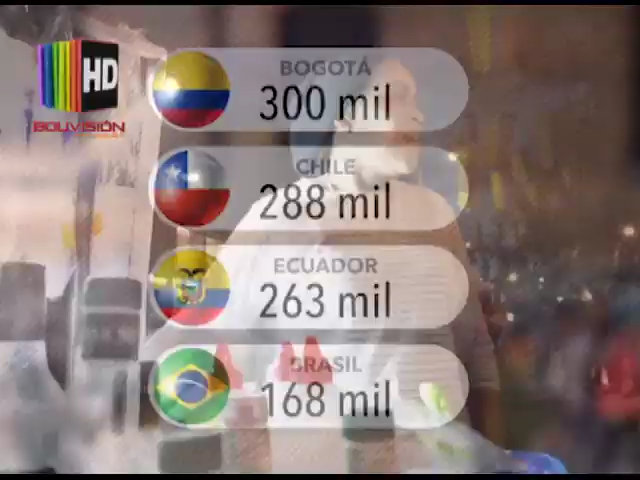 HD
BOLIVISIÓN
BOGOTÁ
300 mil
CHILE
288 mil
ECUADOR
263 mil
BRASIL
168 mil